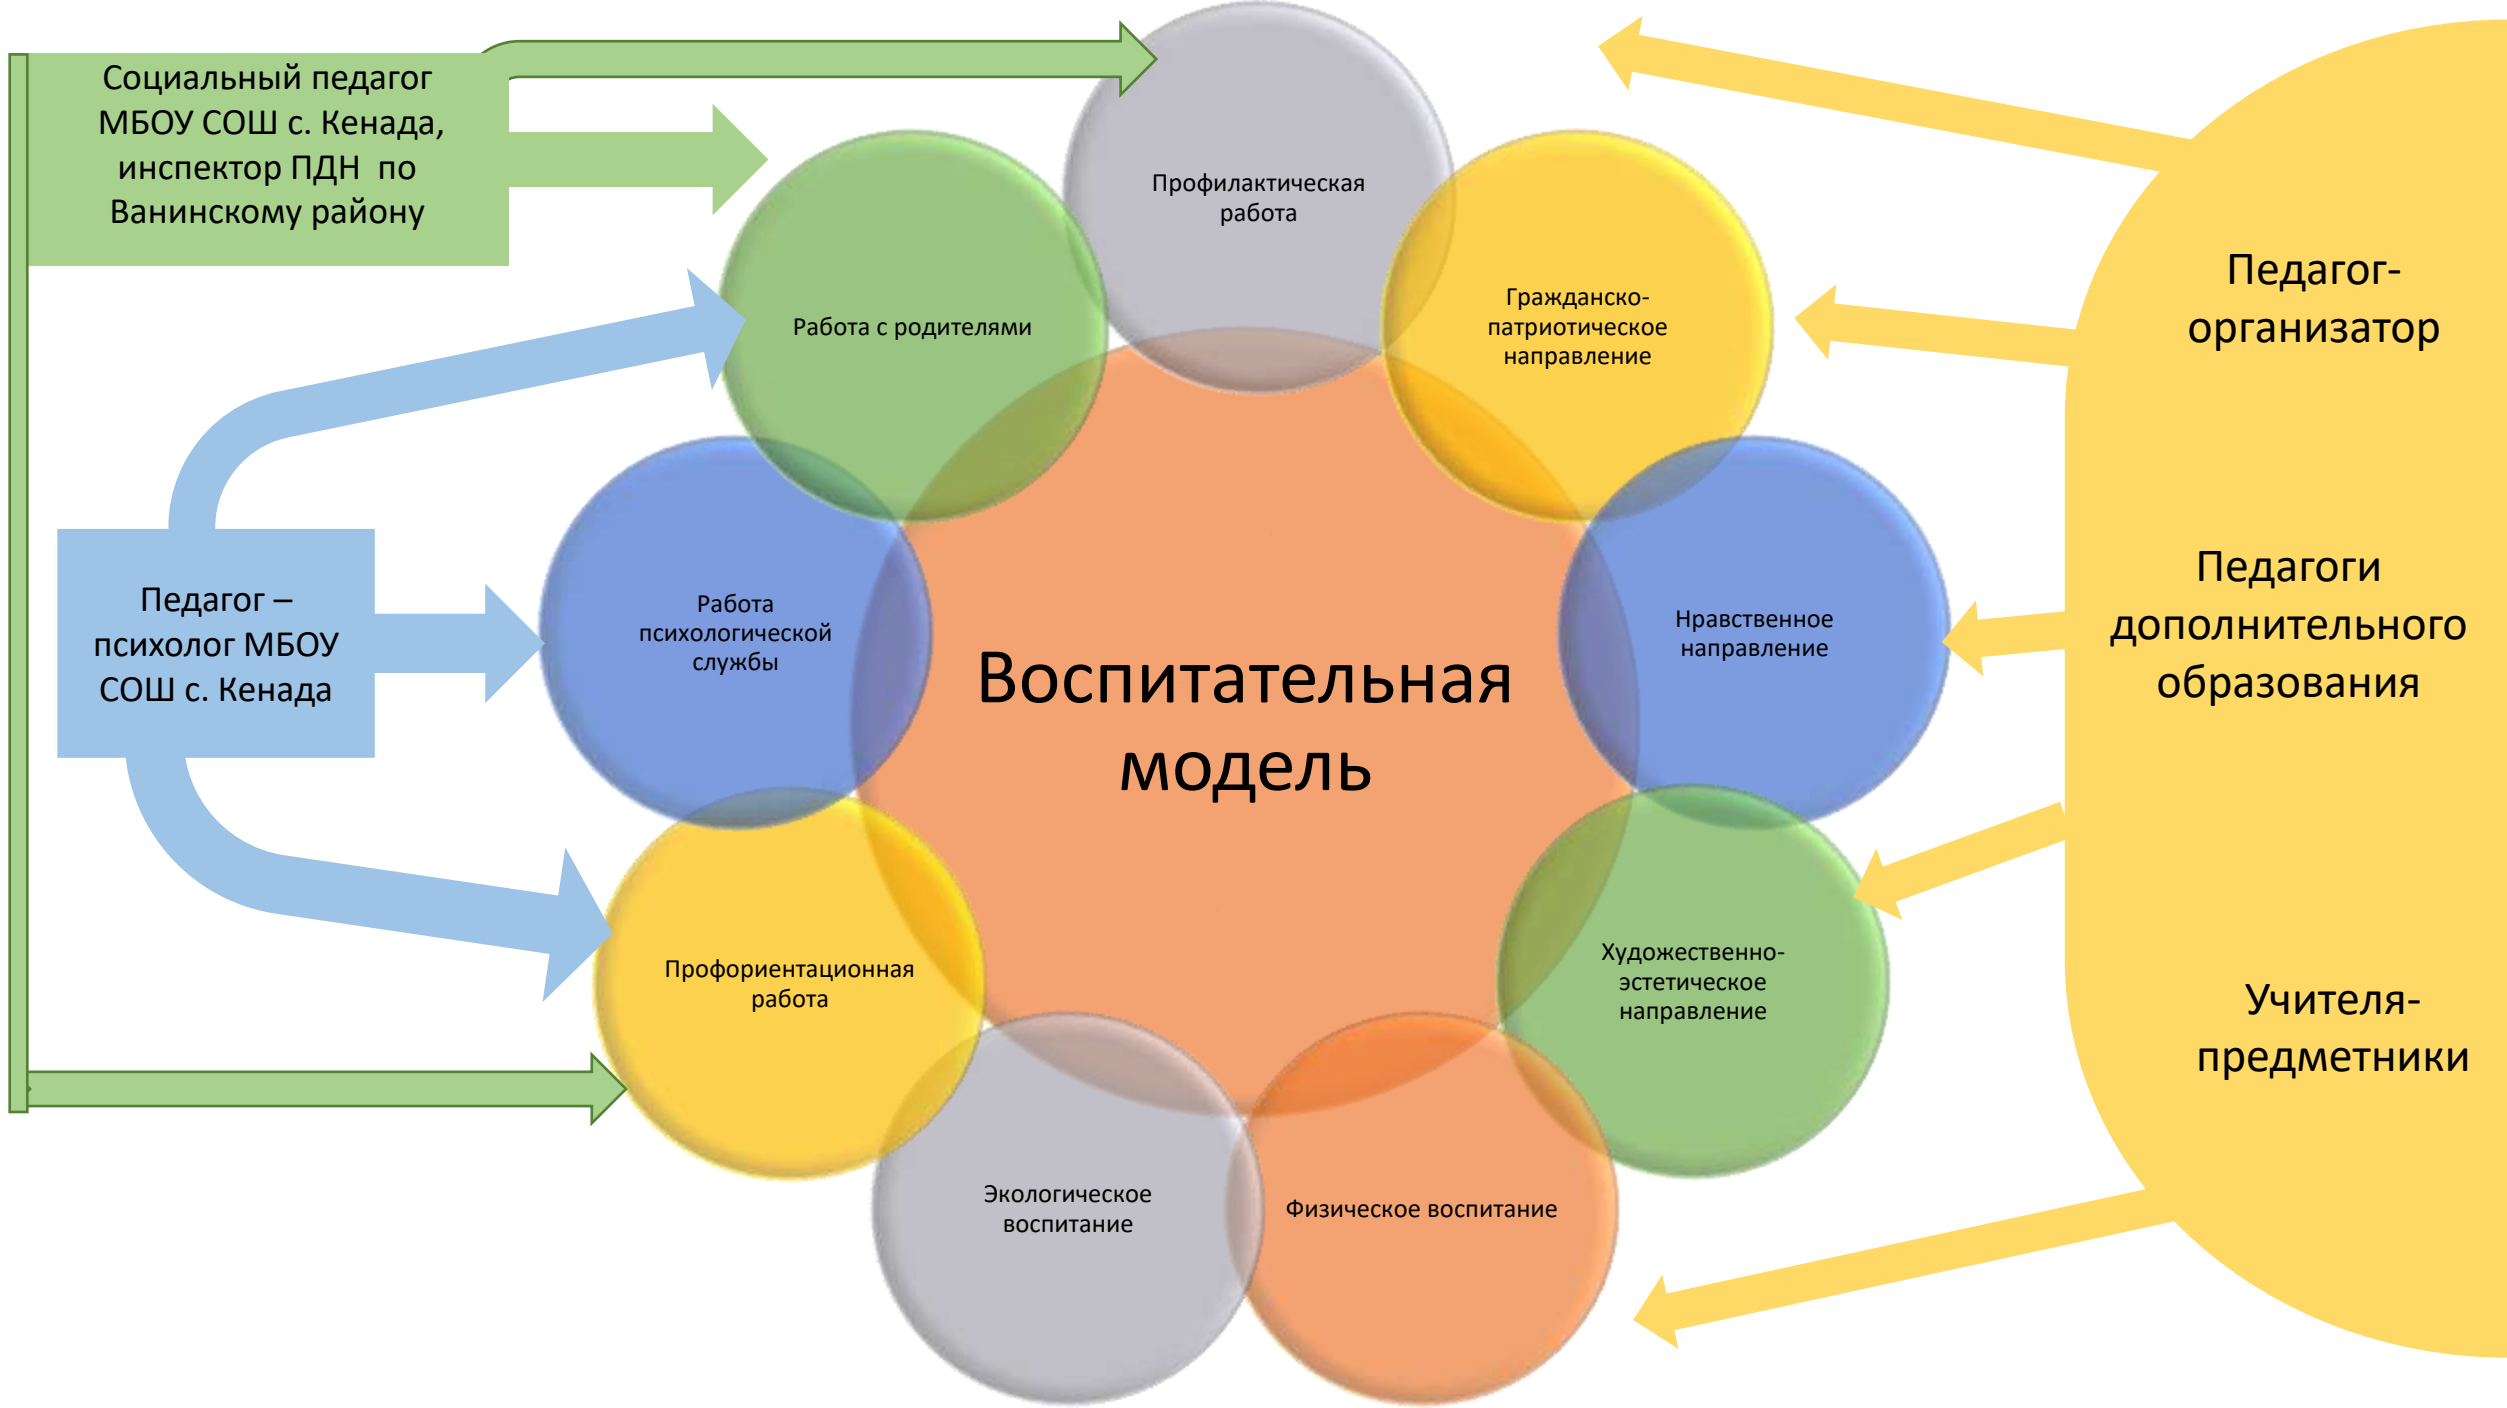 Социальный педагог
МБОУ СОШ с. Кенада,
инспектор ПДН по
Ванинскому району
Профилактическая
работа
Гражданско-
патриотическое
направление
Работа с родителями
Педагог-
организатор
Педагог –
психолог МБОУ
СОШ с. Кенада
Работа
психологической
службы
Воспитательная
модель
Нравственное
направление
Педагоги
дополнительного
образования
Профориентационная
работа
Художественно-
эстетическое
направление
Учителя-
предметники
Экологическое
воспитание
Физическое воспитание